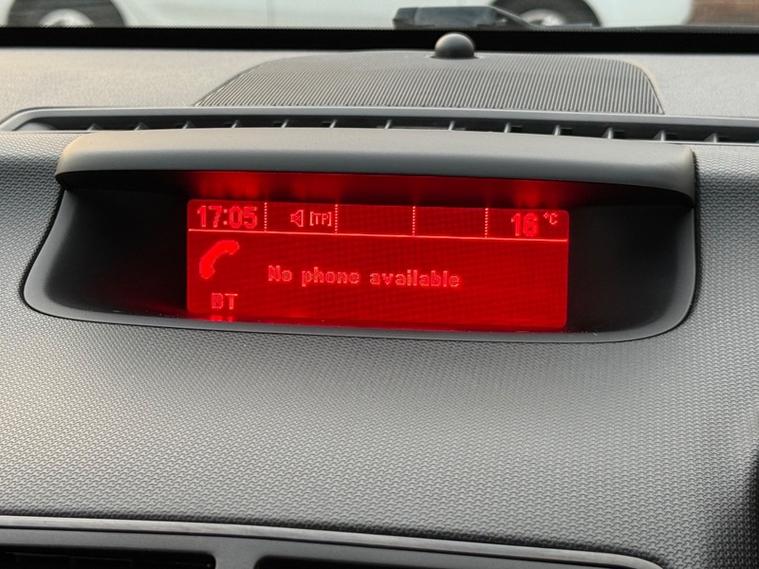 17:05 [TP] 16 °C
No phone available
BT